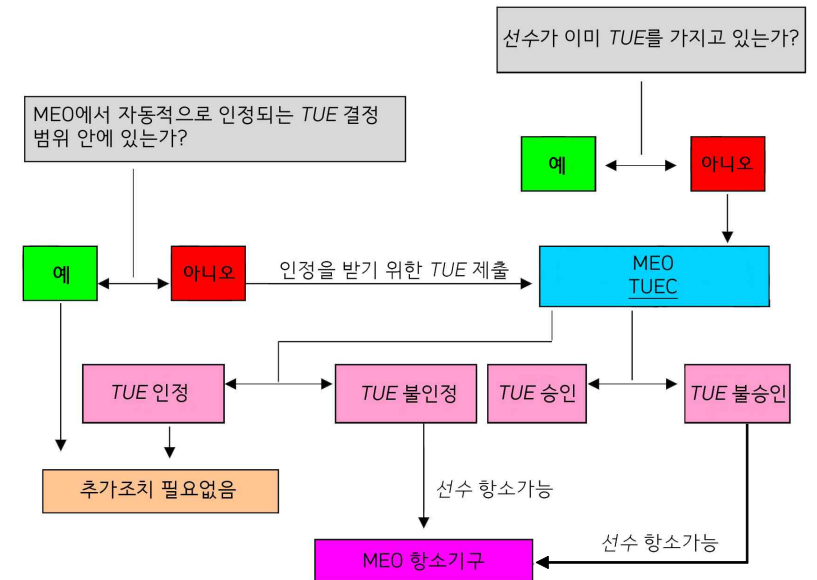 선수가 이미 TUE를 가지고 있는가?
MEO에서 자동적으로 인정되는 TUE 결정
범위 안에 있는가?
예
아니오
예
아니오
인정을 받기 위한 TUE 제출
MEO
TUEC
TUE 인정
TUE 불인정
TUE 승인
TUE 불승인
추가조치 필요없음
선수 항소가능
선수 항소가능
MEO 항소기구